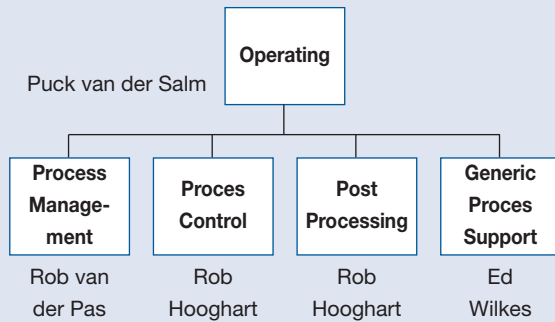 Operating
Puck van der Salm
Process
Manage-
ment
Proces
Control
Post
Processing
Generic
Proces
Support
Rob van
der Pas
Rob
Hooghart
Rob
Hooghart
Ed
Wilkes